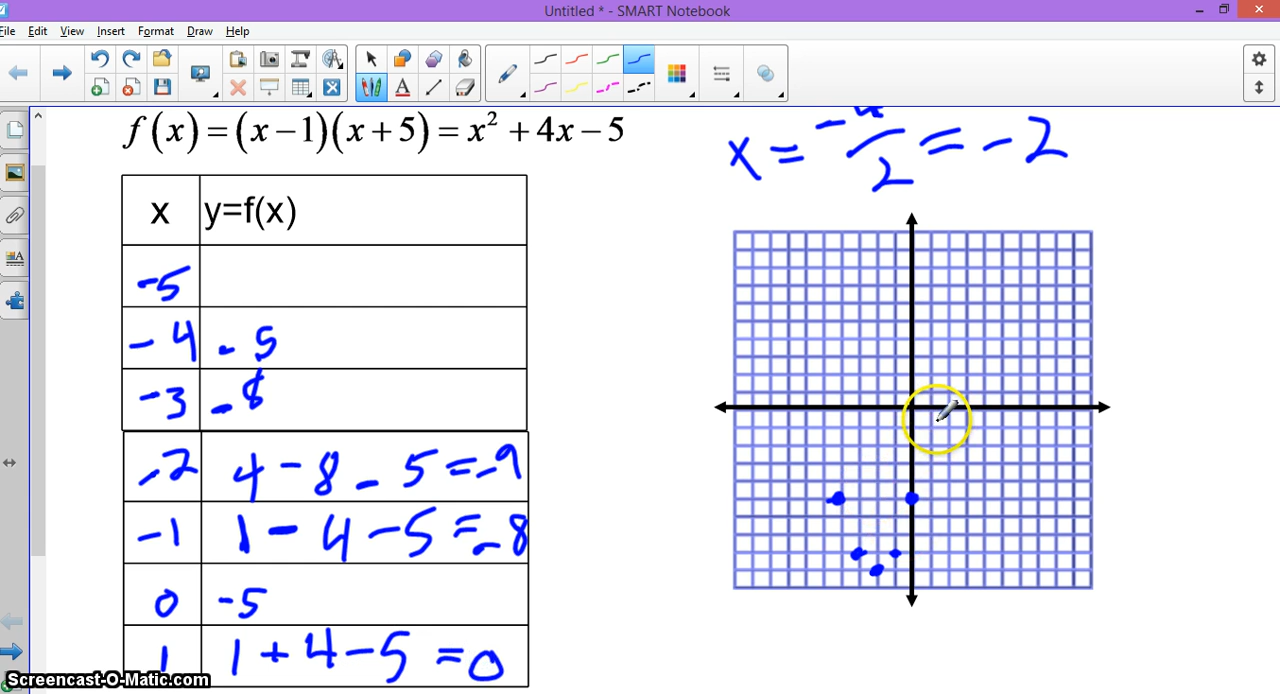 Untitled * - SMART Notebook
File Edit View Insert Format Draw Help
f(x)=(x−1)(x+5)=x²+4x−5
x = -4/2 = -2
x y=f(x)
-5
-4 -5
-3 -8
-2 4-8-5=-9
-1 1-4-5=-8
0 -5
1 1+4-5=0
Screencast-O-Matic.com